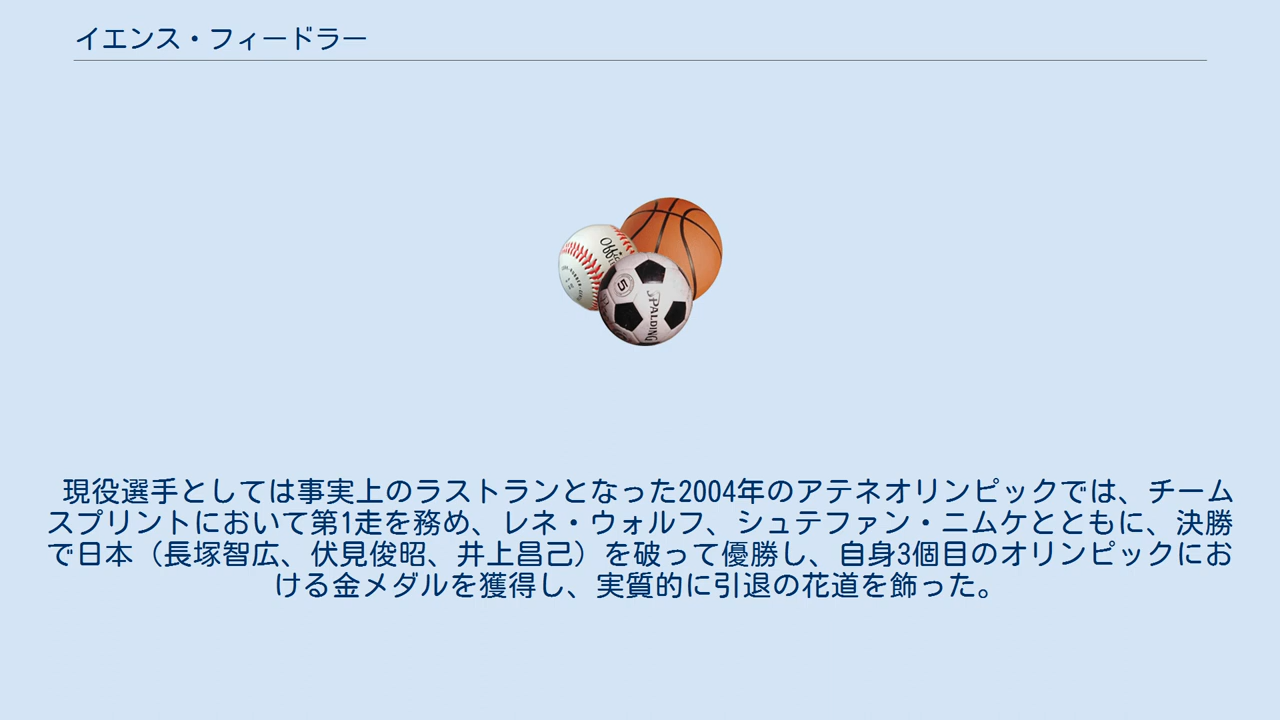 イエンス・フィードラー
Offic
5
SPALDING
現役選手としては事実上のラストランとなった2004年のアテネオリンピックでは、チーム
スプリントにおいて第1走を務め、レネ・ウォルフ、シュテファン・ニムケとともに、決勝
で日本（長塚智広、伏見俊昭、井上昌己）を破って優勝し、自身3個目のオリンピックにお
ける金メダルを獲得し、実質的に引退の花道を飾った。